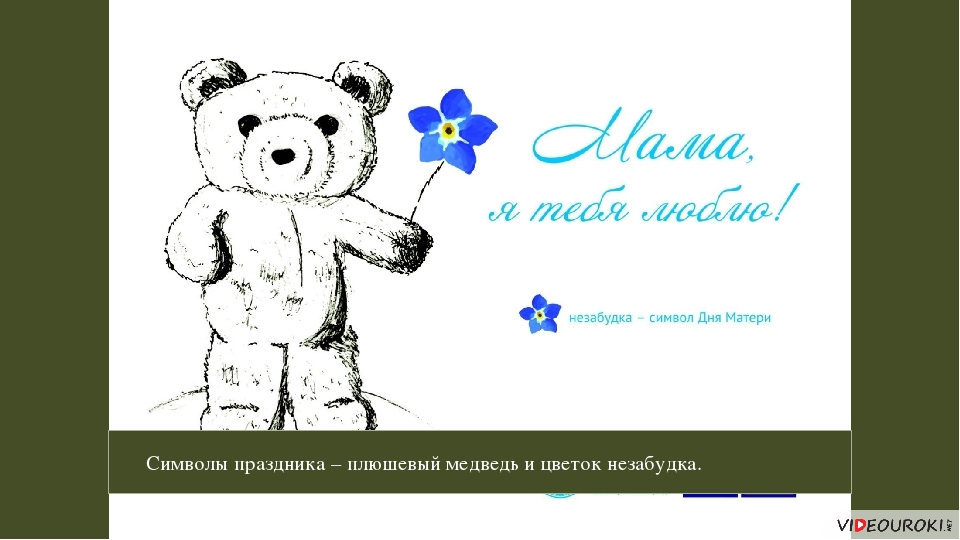 Мама,
я тебя люблю!
незабудка – символ Дня Матери
Символы праздника – плюшевый медведь и цветок незабудка.
VIDEOUROKI.NET